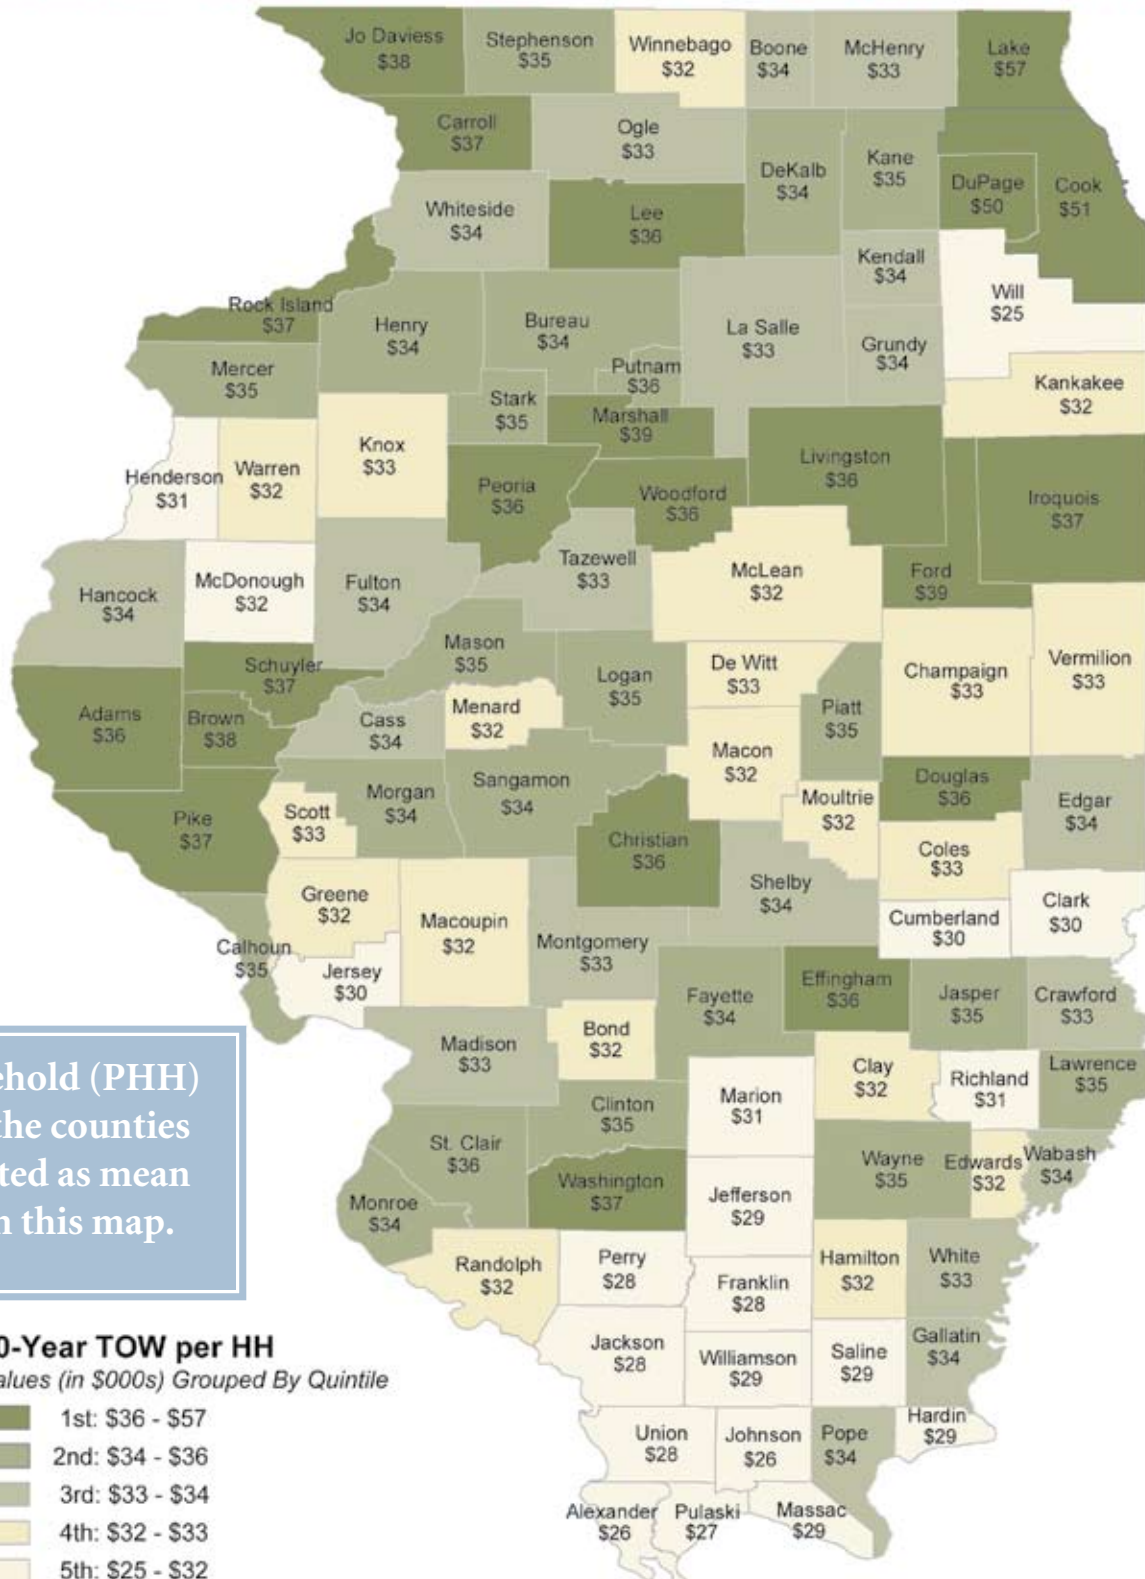 Jo Daviess
$38
Stephenson
$35
Winnebago
$32
Boone
$34
McHenry
$33
Lake
$57
Carroll
$37
Ogle
$33
DeKalb
$34
Kane
$35
DuPage
$50
Cook
$51
Whiteside
$34
Lee
$36
Kendall
$34
Will
$25
Rock Island
$37
Henry
$34
Bureau
$34
La Salle
$33
Grundy
$34
Mercer
$35
Putnam
$36
Kankakee
$32
Stark
$35
Marshall
$39
Knox
$33
Henderson
$31
Warren
$32
Peoria
$36
Woodford
$36
Livingston
$36
Iroquois
$37
Hancock
$34
McDonough
$32
Fulton
$34
Tazewell
$33
McLean
$32
Ford
$39
Mason
$35
Schuyler
$37
Logan
$35
De Witt
$33
Champaign
$33
Vermilion
$33
Adams
$36
Brown
$38
Cass
$34
Menard
$32
Piatt
$35
Macon
$32
Pike
$37
Scott
$33
Morgan
$34
Sangamon
$34
Christian
$36
Moultrie
$32
Douglas
$36
Edgar
$34
Coles
$33
Shelby
$34
Greene
$32
Macoupin
$32
Montgomery
$33
Cumberland
$30
Clark
$30
Calhoun
$35
Jersey
$30
Fayette
$34
Effingham
$36
Jasper
$35
Crawford
$33
Madison
$33
Bond
$32
Clay
$32
Richland
$31
Lawrence
$35
Marion
$31
Clinton
$35
St. Clair
$36
Washington
$37
Wayne
$35
Edwards
$32
Wabash
$34
Monroe
$34
Jefferson
$29
Randolph
$32
Perry
$28
Franklin
$28
Hamilton
$32
White
$33
Jackson
$28
Williamson
$29
Saline
$29
Gallatin
$34
Union
$28
Johnson
$26
Pope
$34
Hardin
$29
Alexander
$26
Pulaski
$27
Massac
$29
ehold (PHH)
the counties
ted as mean
n this map.
0-Year TOW per HH
alues (in $000s) Grouped By Quintile
1st: $36 - $57
2nd: $34 - $36
3rd: $33 - $34
4th: $32 - $33
5th: $25 - $32